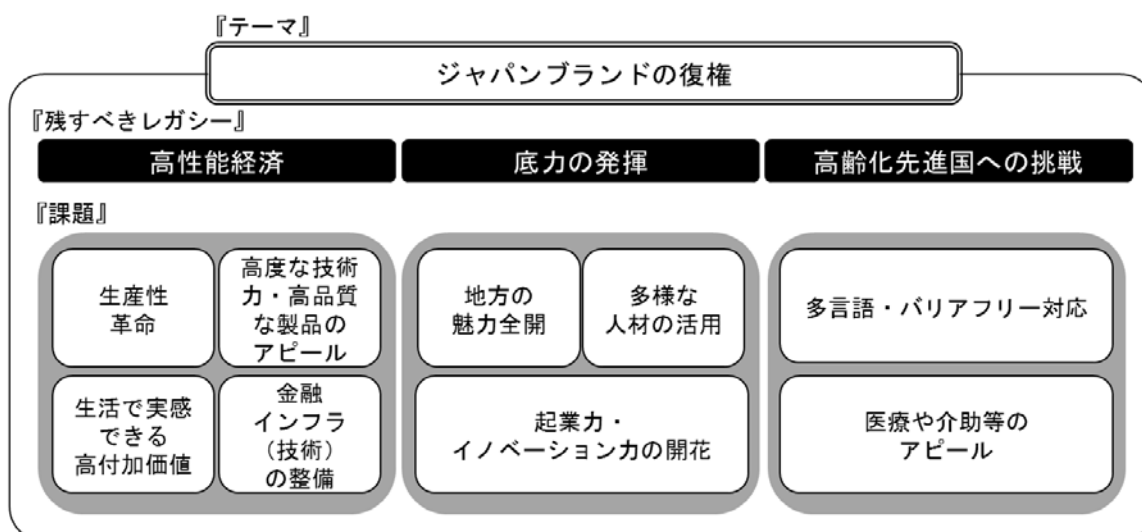 『テーマ』
ジャパンブランドの復権
『残すべきレガシー』
高性能経済
底力の発揮
高齢化先進国への挑戦
『課題』
生産性
革命
高度な技術
力・高品質
な製品の
アピール
生活で実感
できる
高付加価値
金融
インフラ
(技術)
の整備
地方の
魅力全開
多様な
人材の活用
起業力・
イノベーション力の開花
多言語・バリアフリー対応
医療や介助等の
アピール